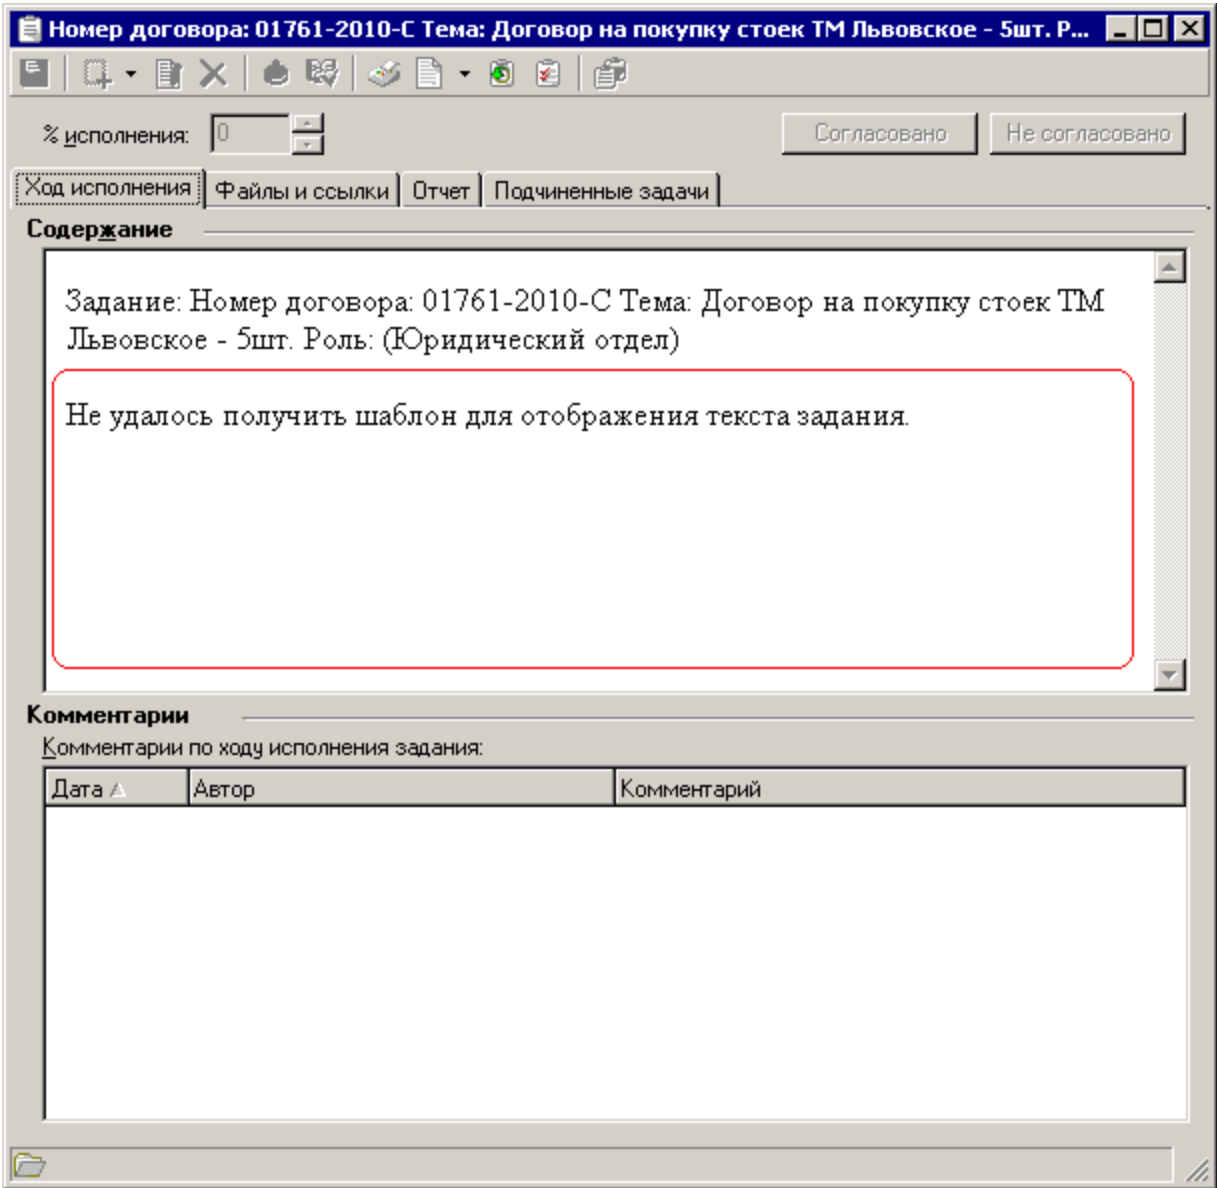 Номер договора: 01761-2010-С Тема: Договор на покупку стоек ТМ Львовское - 5шт. Р...
% исполнения:
0
Согласовано
Не согласовано
Ход исполнения
Файлы и ссылки
Отчет
Подчиненные задачи
Содержание
Задание: Номер договора: 01761-2010-С Тема: Договор на покупку стоек ТМ
Львовское - 5шт. Роль: (Юридический отдел)
Не удалось получить шаблон для отображения текста задания.
Комментарии
Комментарии по ходу исполнения задания:
Дата
Автор
Комментарий